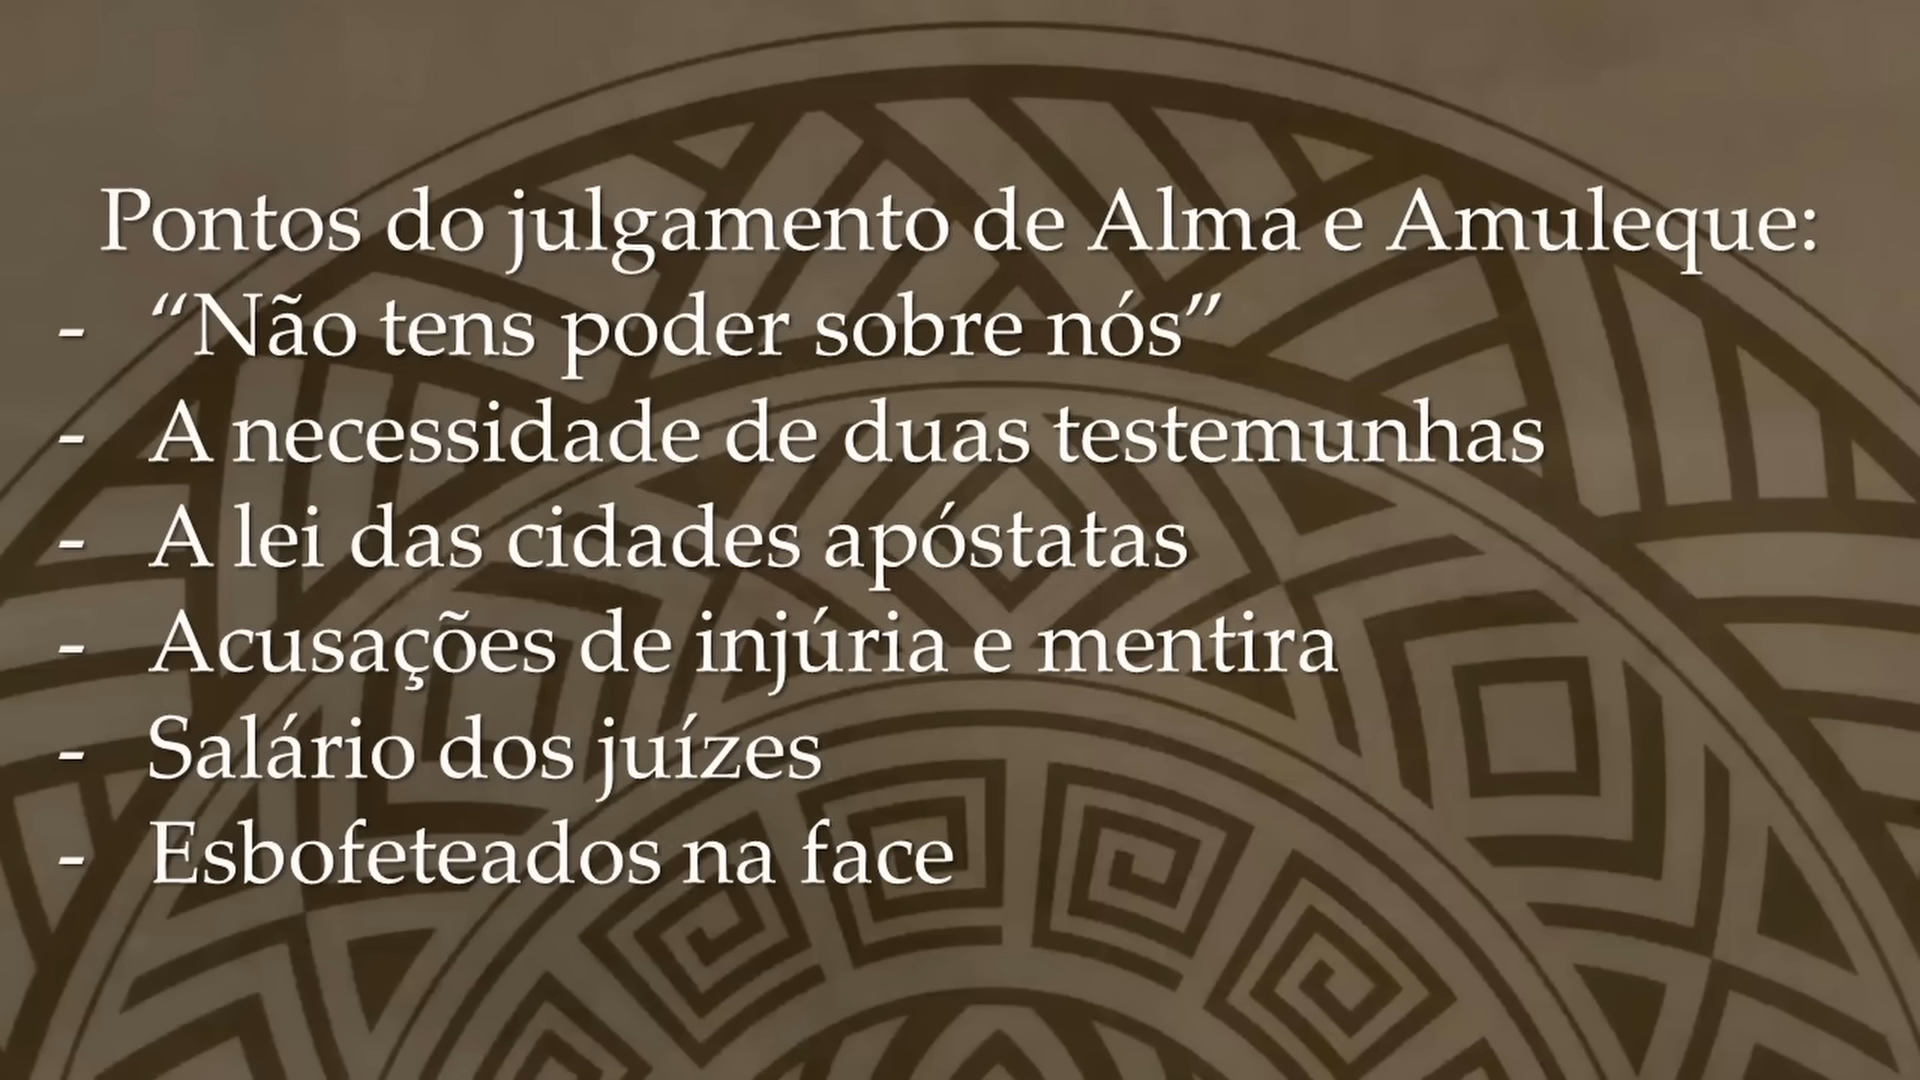 Pontos do julgamento de Alma e Amuleque:
- “Não tens poder sobre nós”
- A necessidade de duas testemunhas
- A lei das cidades apóstatas
- Acusações de injúria e mentira
- Salário dos juízes
- Esbofeteados na face